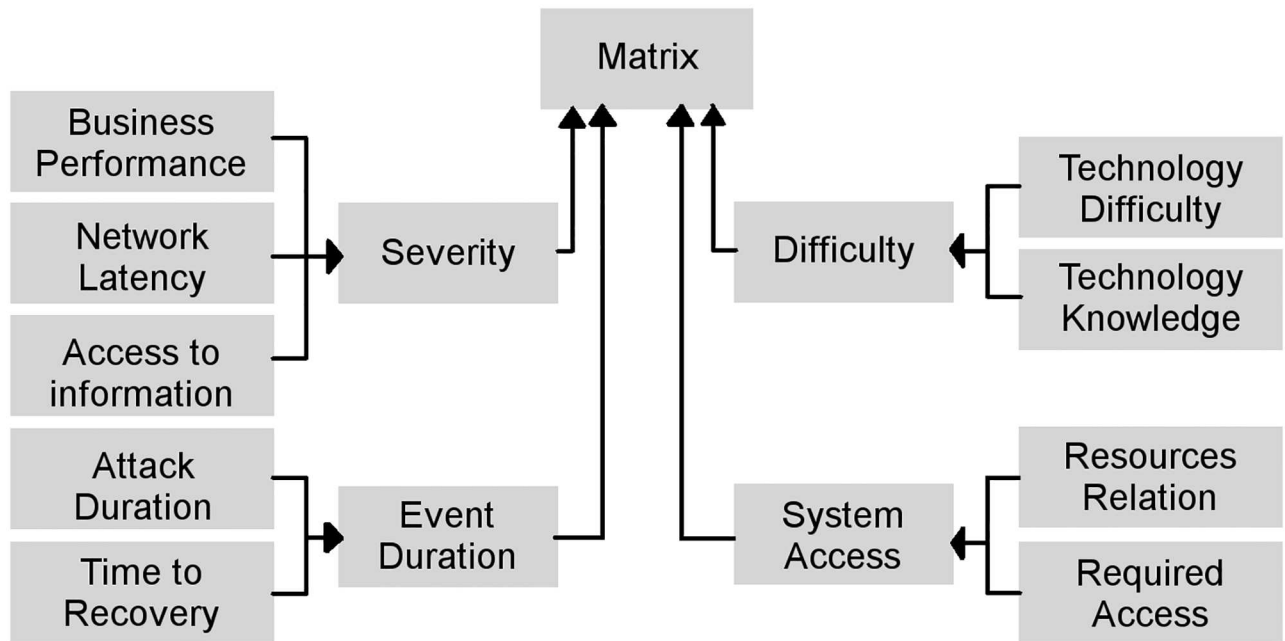 Matrix
Business
Performance
Network
Latency
Access to
information
Attack
Duration
Time to
Recovery
Severity
Event
Duration
Difficulty
System
Access
Technology
Difficulty
Technology
Knowledge
Resources
Relation
Required
Access